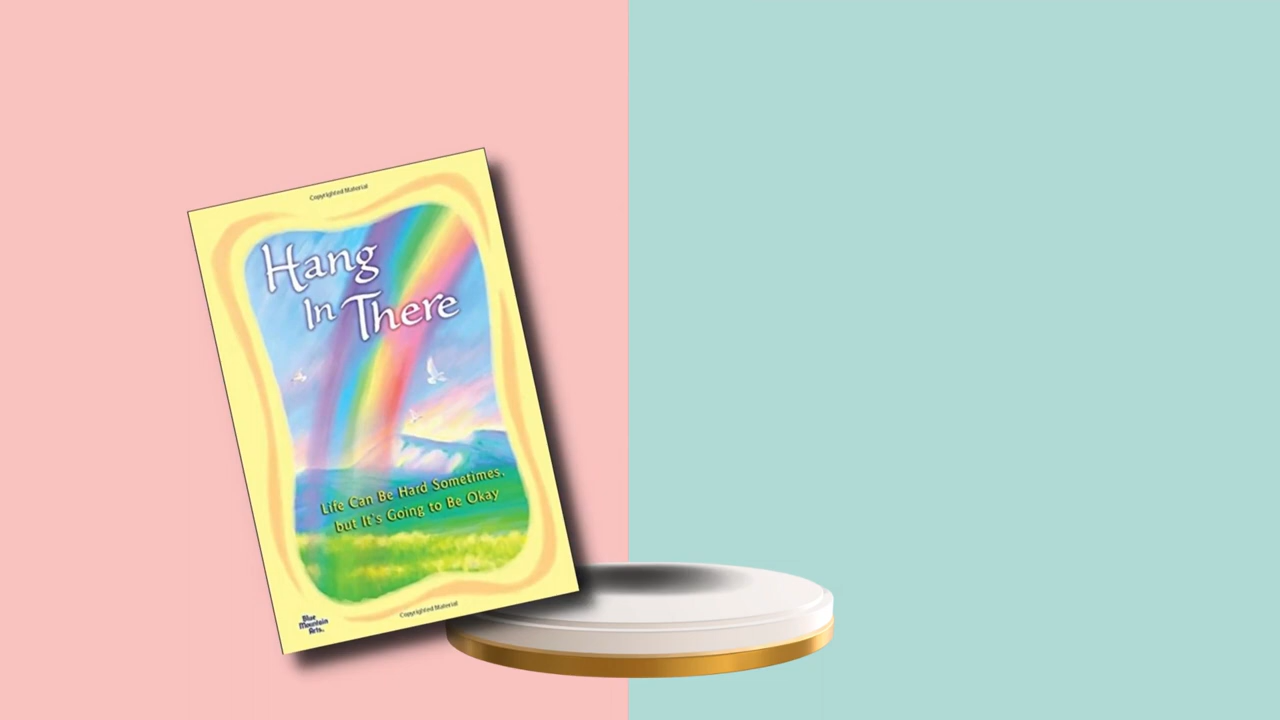 Copyrighted Material
Hang
In There
Life Can Be Hard Sometimes,
but It's Going to Be Okay
Blue
Mountain
Arts.
Copyrighted Material